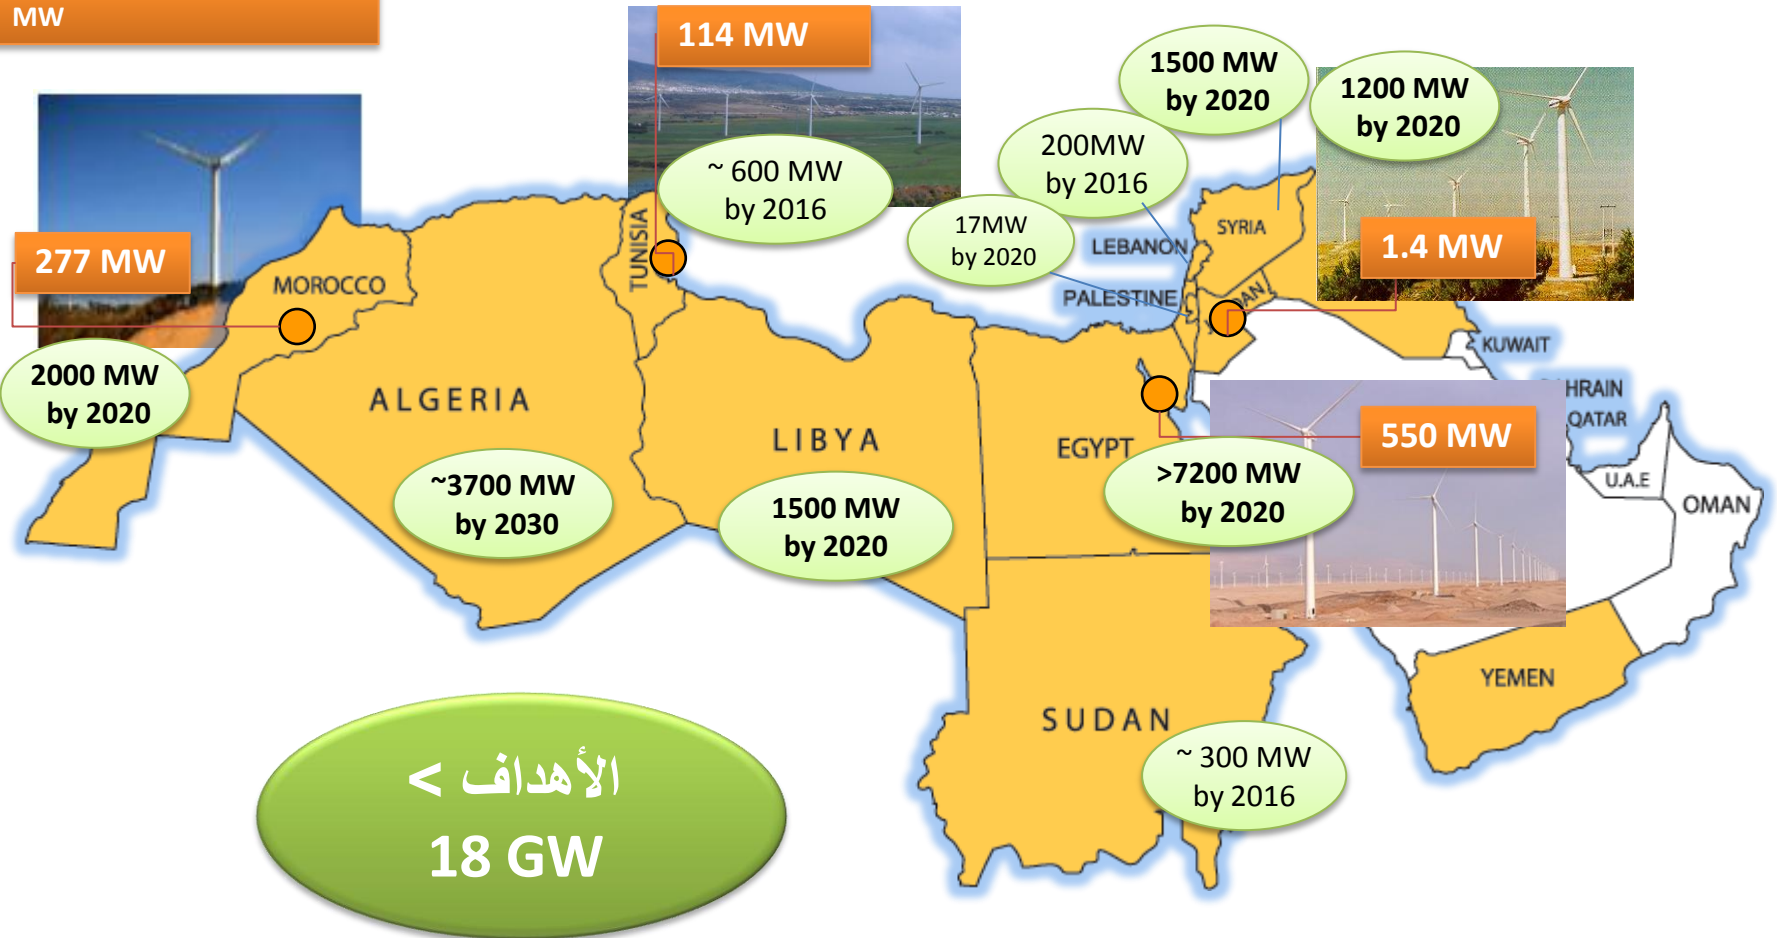 MW
114 MW
1500 MW
by 2020
1200 MW
by 2020
200MW
by 2016
~ 600 MW
by 2016
17MW
by 2020
277 MW
MOROCCO
TUNISIA
LEBANON
SYRIA
1.4 MW
PALESTINE
KUWAIT
2000 MW
by 2020
ALGERIA
LIBYA
EGYPT
550 MW
QATAR
~3700 MW
by 2030
1500 MW
by 2020
>7200 MW
by 2020
U.A.E
OMAN
SUDAN
YEMEN
~ 300 MW
by 2016
الأهداف >
18 GW